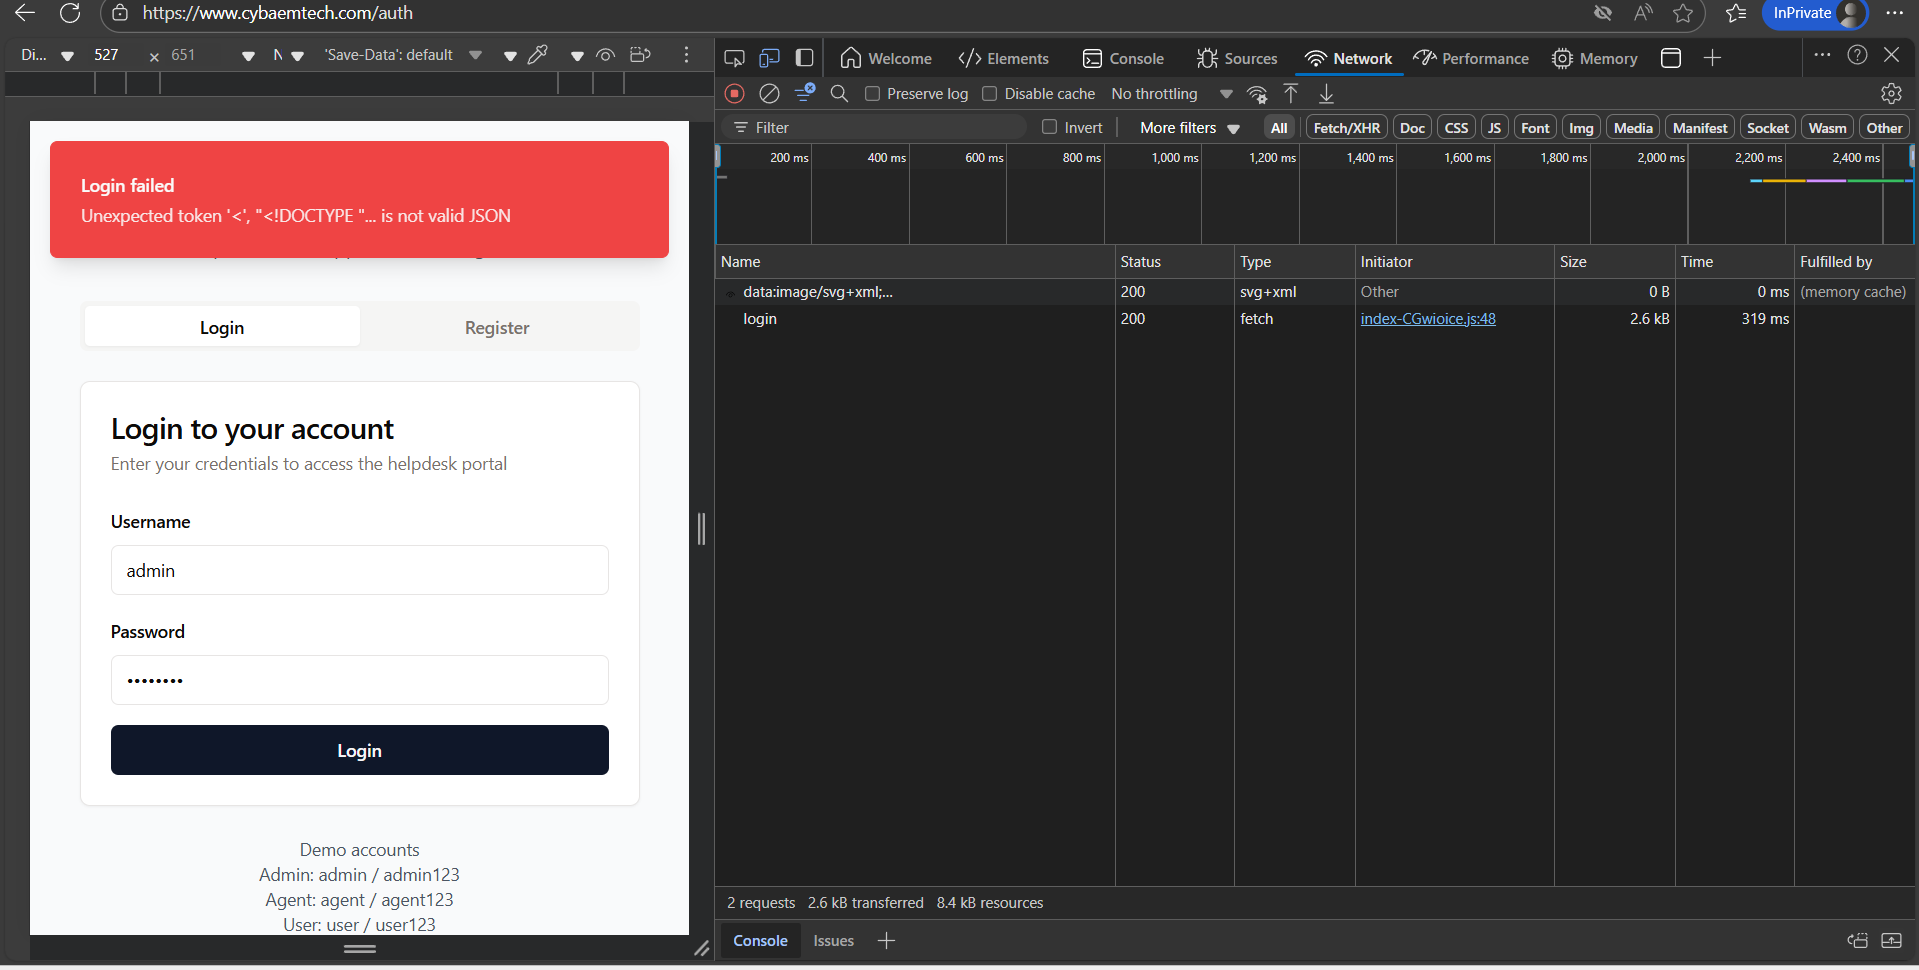 https://www.cybaemtech.com/auth
InPrivate
Di...
527
×
651
N
'Save-Data': default
Welcome
Elements
Console
Sources
Network
Performance
Memory
Preserve log
Disable cache
No throttling
Filter
Invert
More filters
All
Fetch/XHR
Doc
CSS
JS
Font
Img
Media
Manifest
Socket
Wasm
Other
200 ms
400 ms
600 ms
800 ms
1,000 ms
1,200 ms
1,400 ms
1,600 ms
1,800 ms
2,000 ms
2,200 ms
2,400 ms
Login failed
Unexpected token '<', "<!DOCTYPE "... is not valid JSON
Login
Register
Login to your account
Enter your credentials to access the helpdesk portal
Username
admin
Password
••••••••
Login
Demo accounts
Admin: admin / admin123
Agent: agent / agent123
User: user / user123
Name Status Type Initiator Size Time Fulfilled by
data:image/svg+xml;... 200 svg+xml Other 0 B 0 ms (memory cache)
login 200 fetch index-CGwioice.js:48 2.6 kB 319 ms
2 requests 2.6 kB transferred 8.4 kB resources
Console
Issues